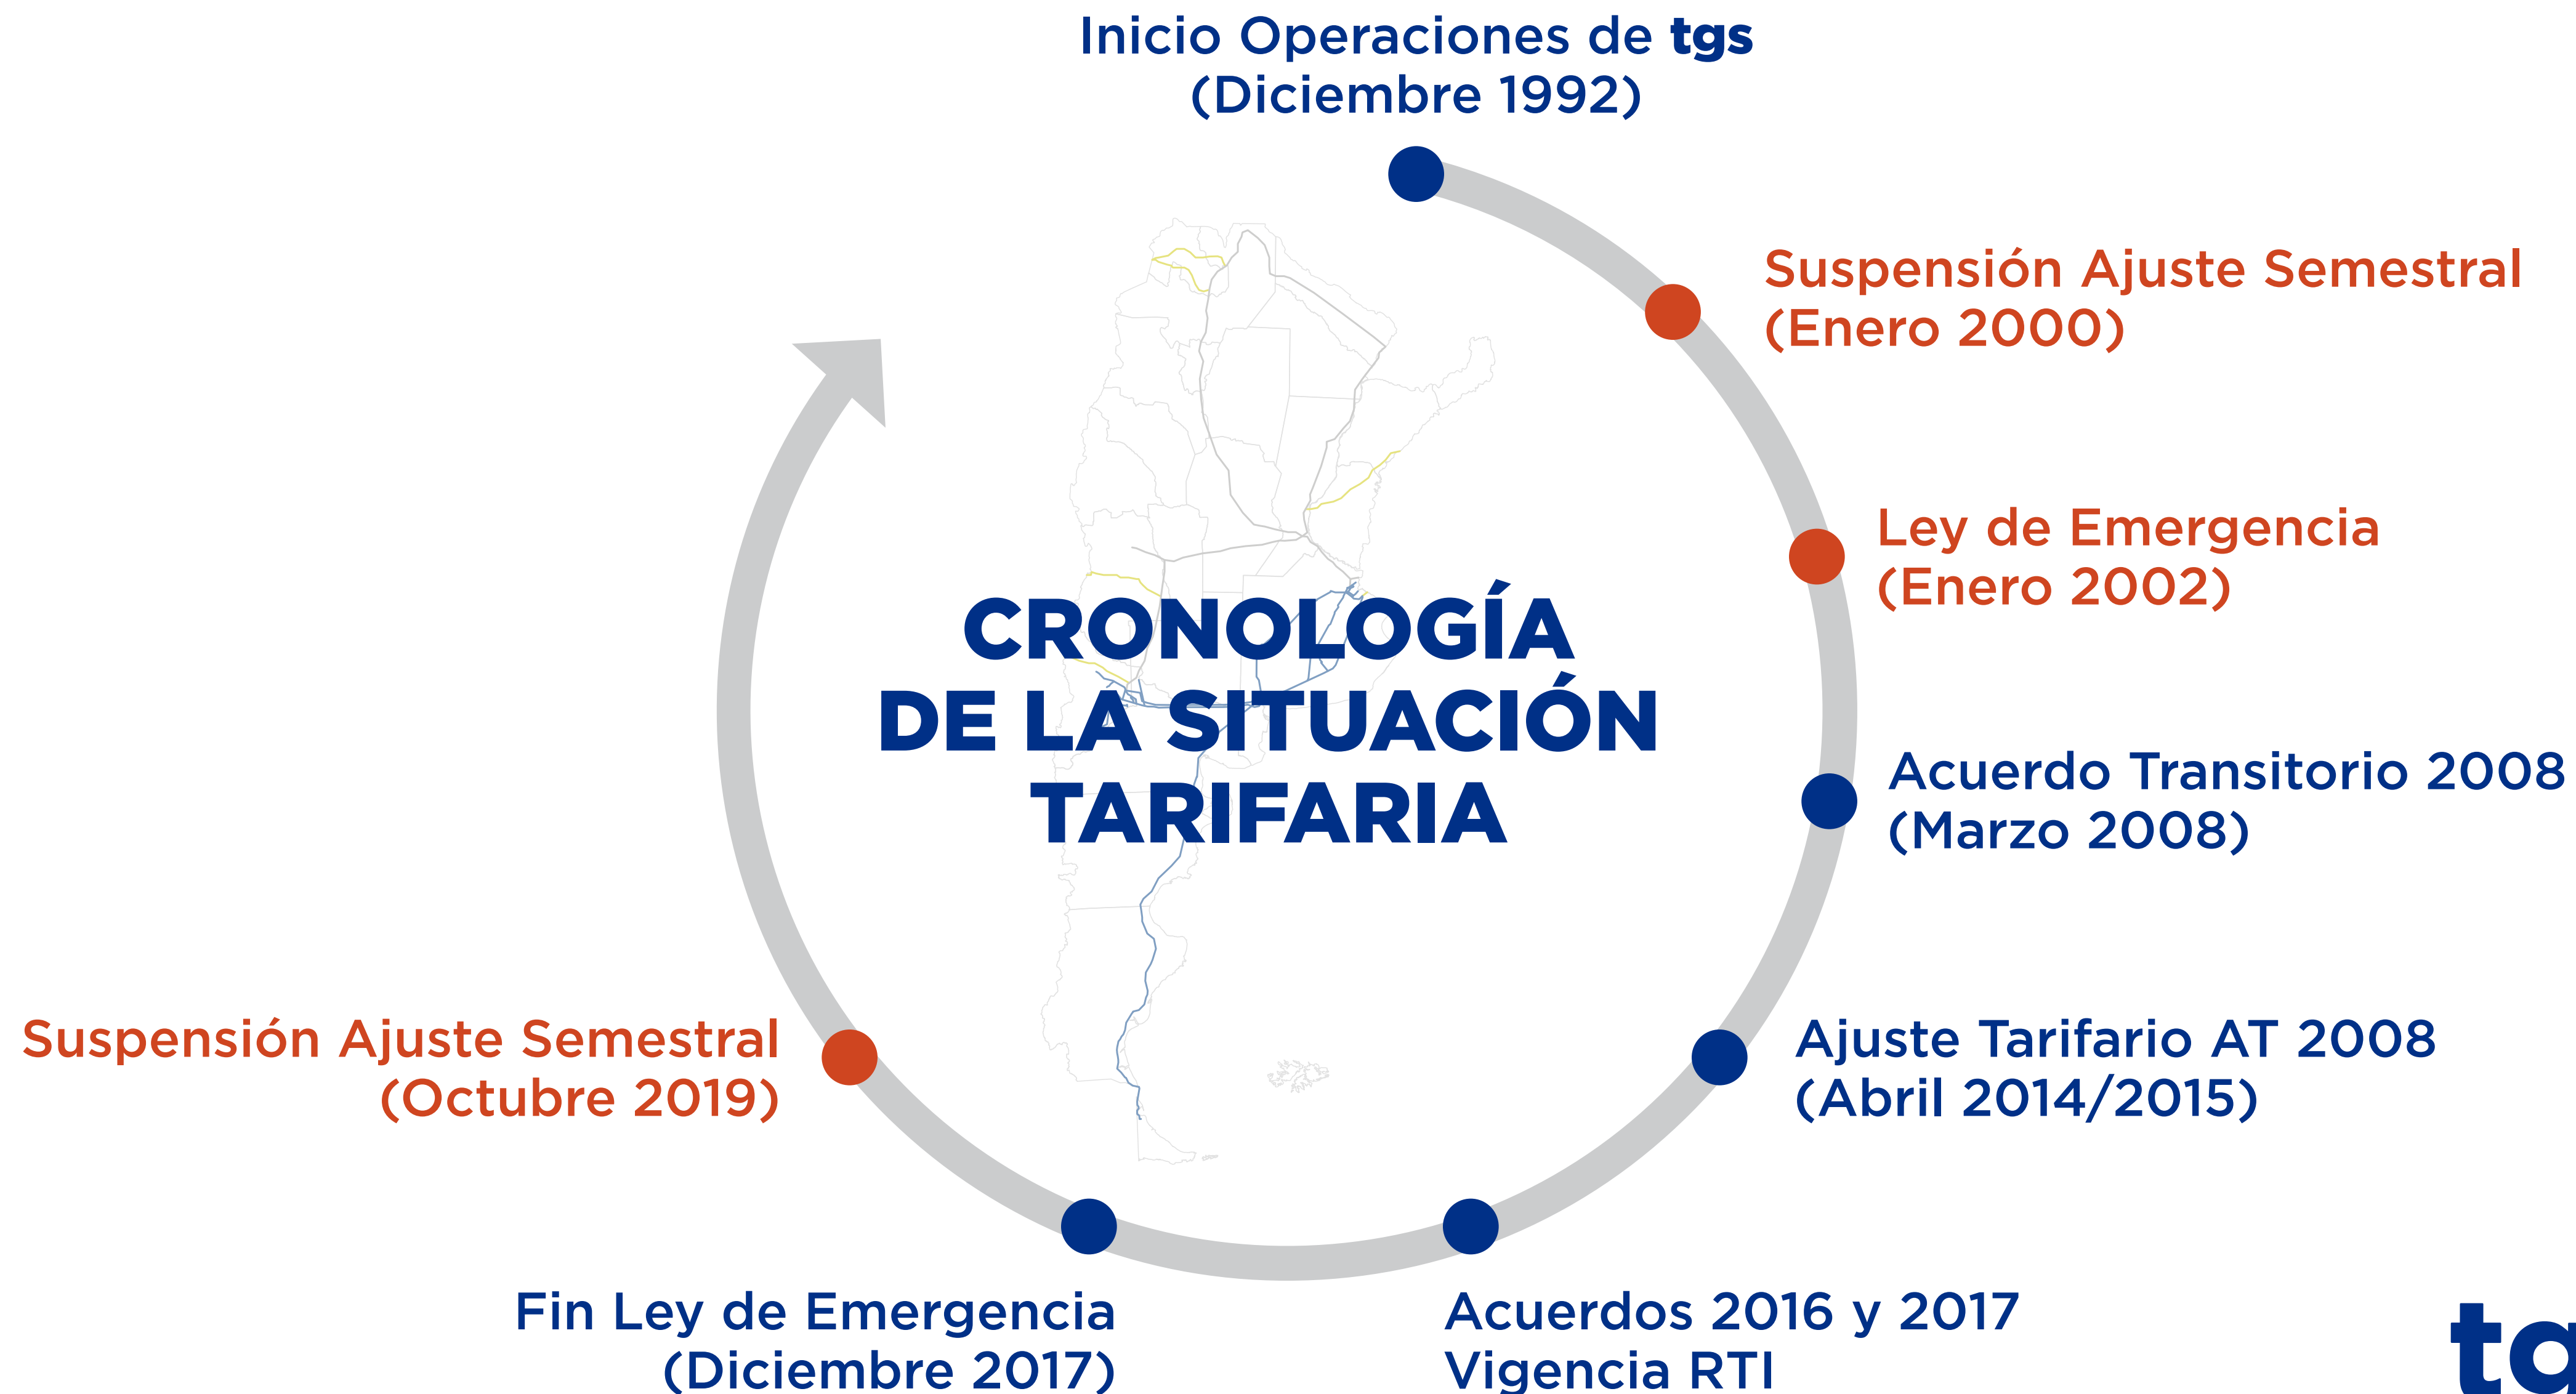 Inicio Operaciones de tgs
(Diciembre 1992)
Suspensión Ajuste Semestral
(Enero 2000)
Ley de Emergencia
(Enero 2002)
CRONOLOGÍA
DE LA SITUACIÓN
TARIFARIA
Acuerdo Transitorio 2008
(Marzo 2008)
Ajuste Tarifario AT 2008
(Abril 2014/2015)
Acuerdos 2016 y 2017
Vigencia RTI
Fin Ley de Emergencia
(Diciembre 2017)
Suspensión Ajuste Semestral
(Octubre 2019)